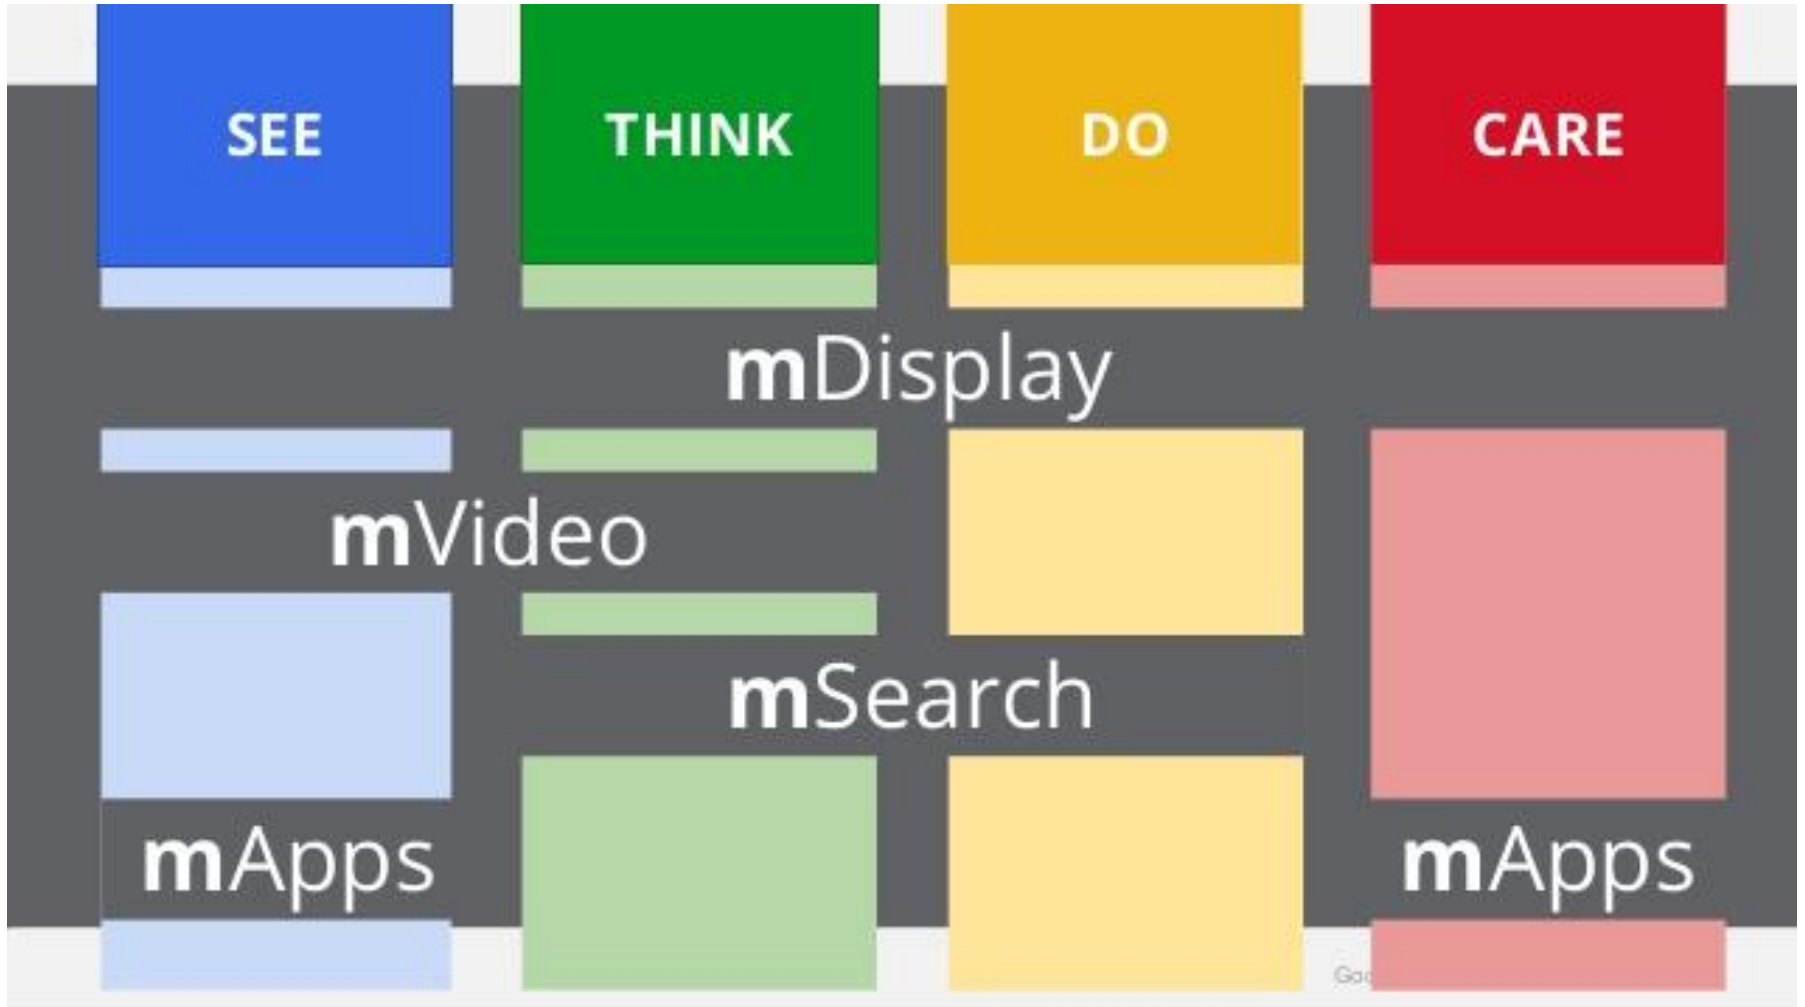 SEE THINK DO CARE
mDisplay
mVideo
mSearch
mApps mApps